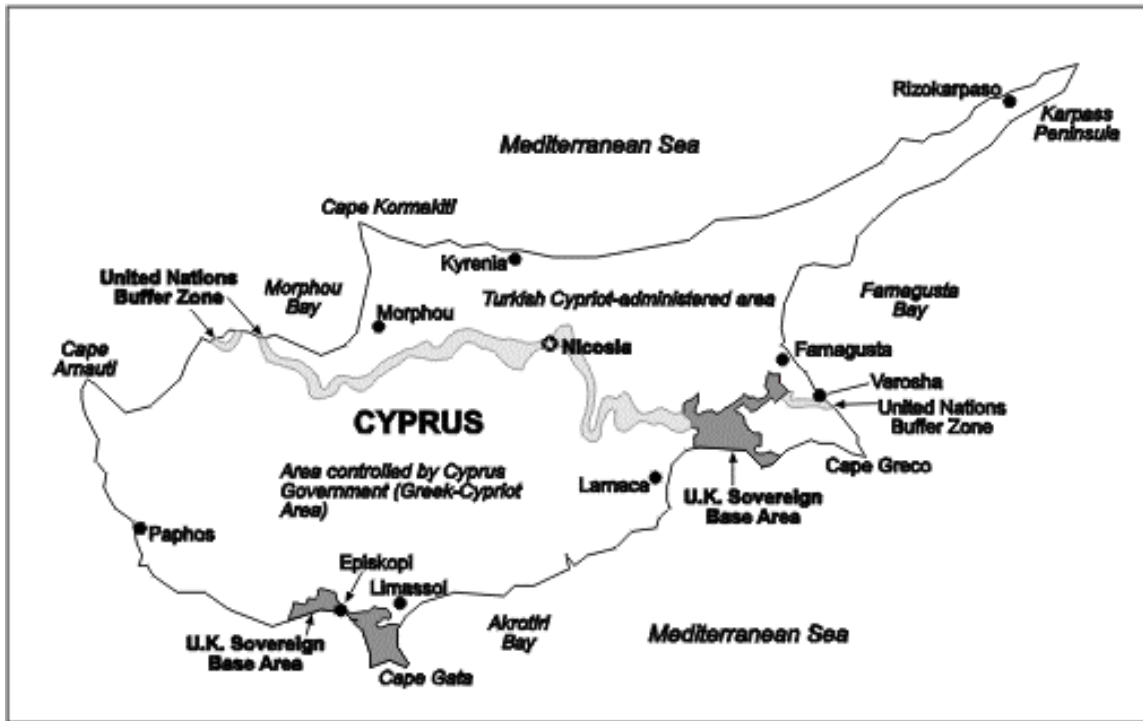 Rizokarpaso
Karpass
Peninsula
Mediterranean Sea
Cape Kormakiti
Kyrenia
United Nations
Buffer Zone
Morphou
Bay
Turkish Cypriot-administered area
Famagusta
Bay
Morphou
Cape
Arnauti
Nicosia
Famagusta
Varosha
United Nations
Buffer Zone
CYPRUS
Cape Greco
Area controlled by Cyprus
Government (Greek-Cypriot
Area)
Larnaca
U.K. Sovereign
Base Area
Paphos
Episkopi
Limassol
Akrotiri
Bay
Mediterranean Sea
U.K. Sovereign
Base Area
Cape Gata